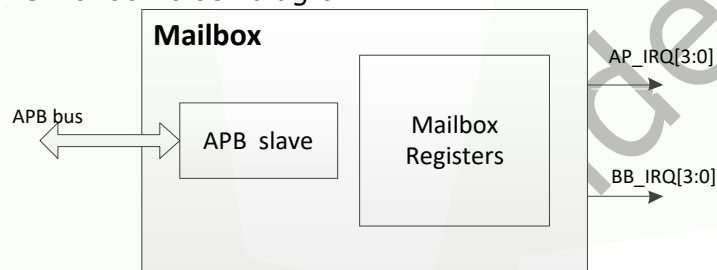 Mailbox
AP_IRQ[3:0]
APB bus
APB slave
Mailbox
Registers
BB_IRQ[3:0]